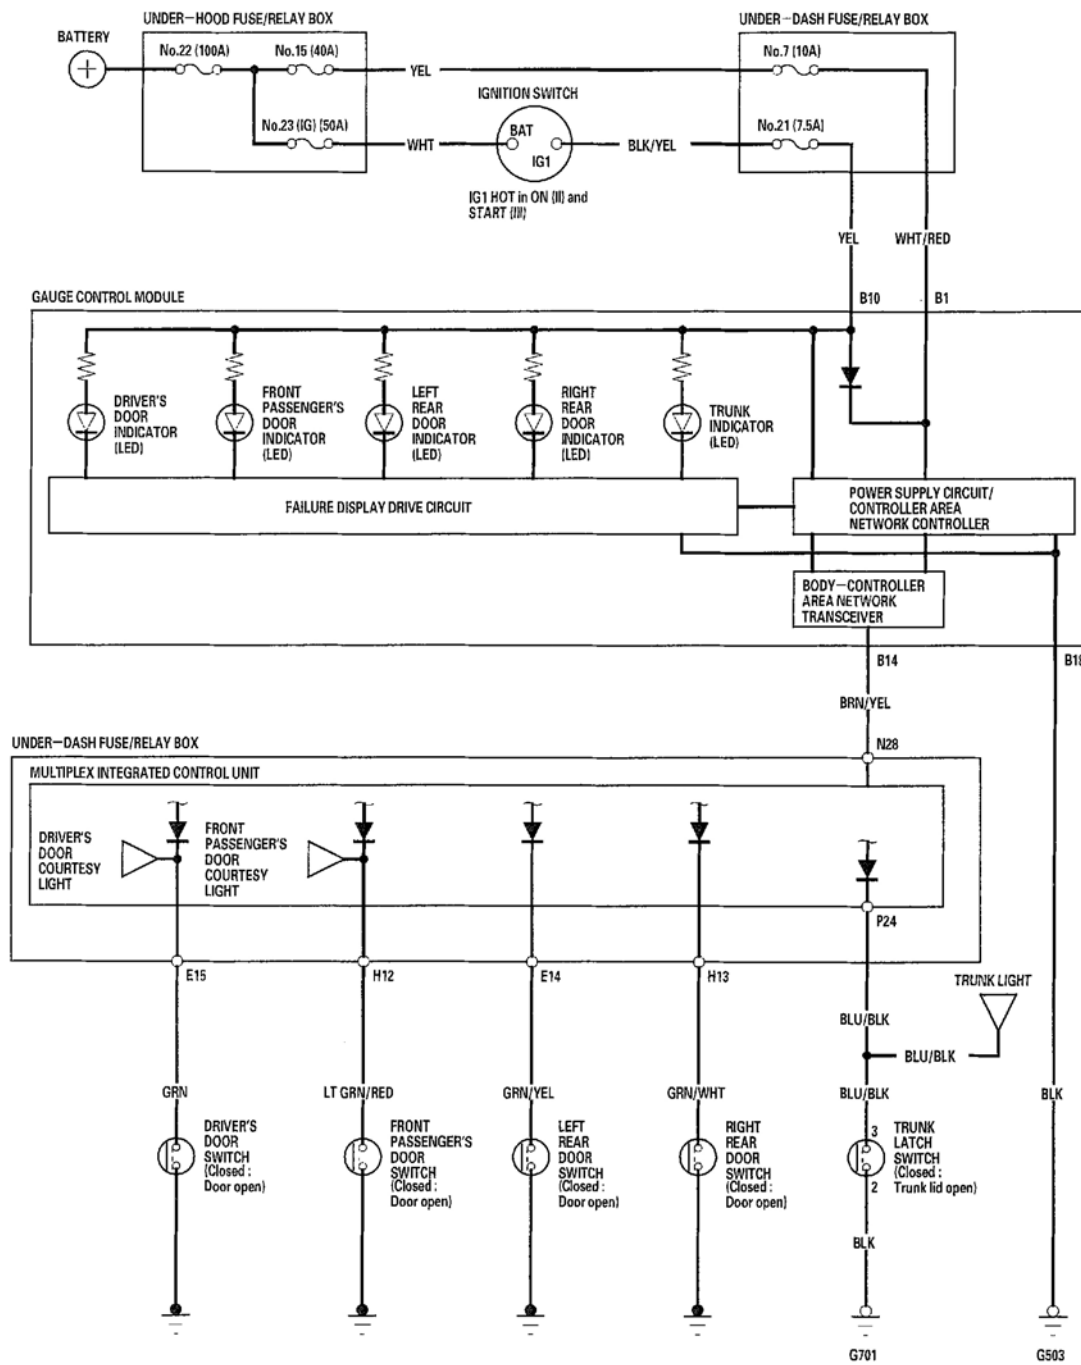 UNDER-HOOD FUSE/RELAY BOX
UNDER-DASH FUSE/RELAY BOX
BATTERY
No.22 (100A)
No.15 (40A)
YEL
No.7 (10A)
IGNITION SWITCH
No.23 (IG) (50A)
WHT
BAT
IG1
BLK/YEL
No.21 (7.5A)
IG1 HOT in ON (II) and
START (III)
YEL
WHT/RED
GAUGE CONTROL MODULE
B10
B1
DRIVER'S
DOOR
INDICATOR
(LED)
FRONT
PASSENGER'S
DOOR
INDICATOR
(LED)
LEFT
REAR
DOOR
INDICATOR
(LED)
RIGHT
REAR
DOOR
INDICATOR
(LED)
TRUNK
INDICATOR
(LED)
FAILURE DISPLAY DRIVE CIRCUIT
POWER SUPPLY CIRCUIT/
CONTROLLER AREA
NETWORK CONTROLLER
BODY-CONTROLLER
AREA NETWORK
TRANSCEIVER
B14
B18
BRN/YEL
UNDER-DASH FUSE/RELAY BOX
N28
MULTIPLEX INTEGRATED CONTROL UNIT
DRIVER'S
DOOR
COURTESY
LIGHT
FRONT
PASSENGER'S
DOOR
COURTESY
LIGHT
P24
E15
H12
E14
H13
TRUNK LIGHT
BLU/BLK
BLU/BLK
GRN
LT GRN/RED
GRN/YEL
GRN/WHT
BLU/BLK
BLK
DRIVER'S
DOOR
SWITCH
(Closed :
Door open)
FRONT
PASSENGER'S
DOOR
SWITCH
(Closed :
Door open)
LEFT
REAR
DOOR
SWITCH
(Closed :
Door open)
RIGHT
REAR
DOOR
SWITCH
(Closed :
Door open)
3
2
TRUNK
LATCH
SWITCH
(Closed :
Trunk lid open)
BLK
G701
G503